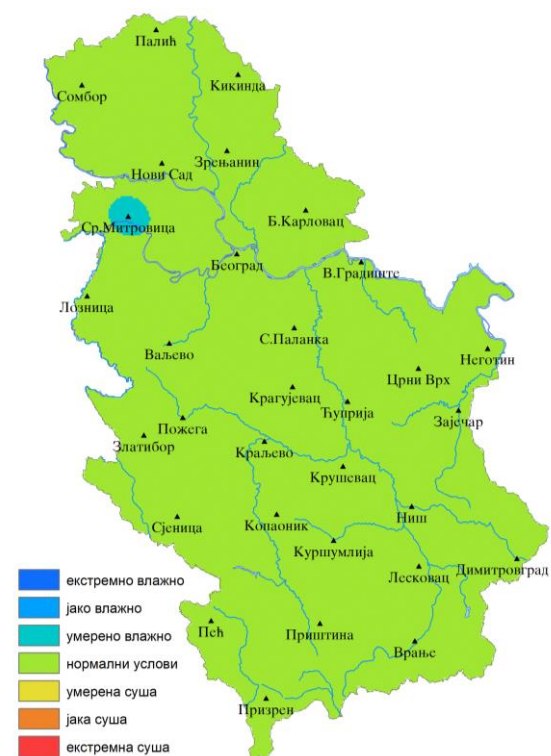 Палић
Сомбор
Кикинда
Зрењанин
Нови Сад
Ср.Митровица
Б.Карловац
Београд
В.Градиште
Лозница
С.Паланка
Ваљево
Неготин
Црни Врх
Крагујевац
Ћуприја
Зајечар
Пожега
Златибор
Краљево
Крушевац
Сјеница
Копаоник
Ниш
Куршумлија
Лесковац
Димитровград
Пећ
Приштина
Врање
Призрен
екстремно влажно
јако влажно
умерено влажно
нормални услови
умерена суша
јака суша
екстремна суша